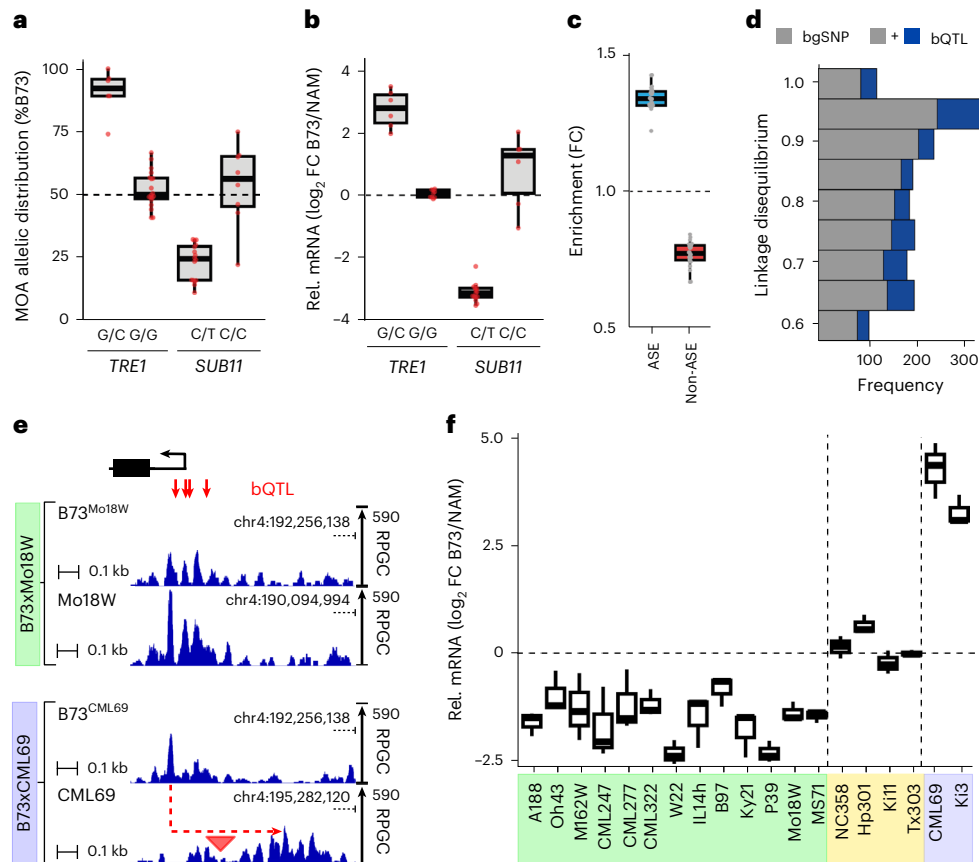 a
MOA allelic distribution (%B73)
100
75
50
25
0
G/C G/G C/T C/C
TRE1 SUB11
b
Rel. mRNA (log2 FC B73/NAM)
4
2
0
−2
−4
G/C G/G C/T C/C
TRE1 SUB11
c
Enrichment (FC)
1.5
1.0
0.5
ASE
Non-ASE
d
bgSNP + bQTL
Linkage disequilibrium
1.0
0.9
0.8
0.7
0.6
100 200 300
Frequency
e
bQTL
B73xMo18W
B73Mo18W
chr4:192,256,138
590
RPGC
0.1 kb
Mo18W
chr4:190,094,994
590
RPGC
0.1 kb
B73xCML69
B73CML69
chr4:192,256,138
590
RPGC
0.1 kb
CML69
chr4:195,282,120
590
RPGC
0.1 kb
f
Rel. mRNA (log2 FC B73/NAM)
5.0
2.5
0
−2.5
A188
Oh43
M162W
CML247
CML277
CML322
W22
IL14h
B97
Ky21
P39
Mo18W
MS71
NC358
Hp301
Ki11
Tx303
CML69
Ki3